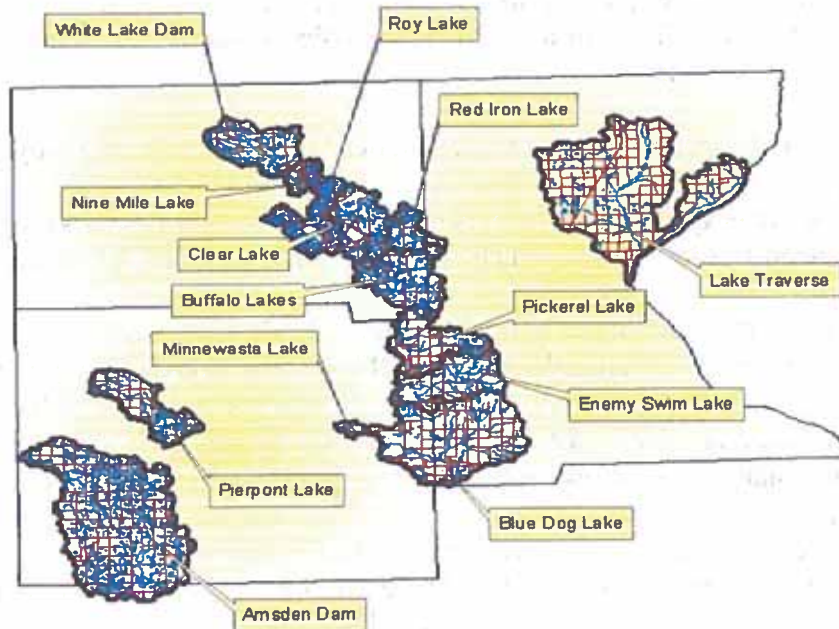 White Lake Dam
Roy Lake
Red Iron Lake
Nine Mile Lake
Clear Lake
Lake Traverse
Buffalo Lakes
Pickerel Lake
Minnewasta Lake
Enemy Swim Lake
Pierpont Lake
Blue Dog Lake
Amsden Dam